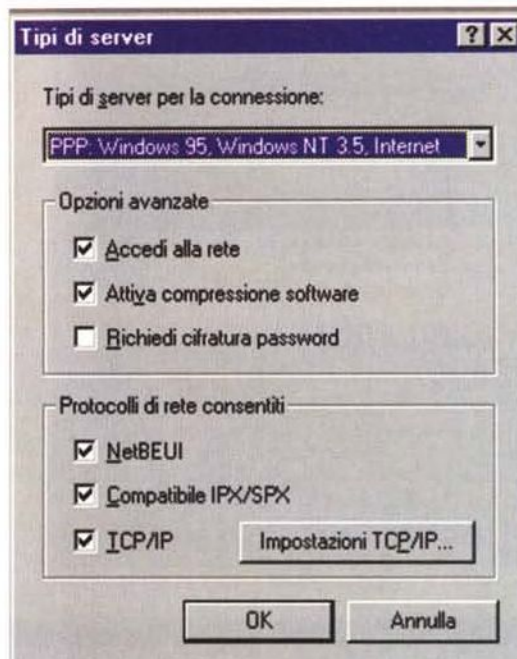 Tipi di server
Tipi di server per la connessione:
PPP: Windows 95, Windows NT 3.5, Internet
Opzioni avanzate
Accedi alla rete
Attiva compressione software
Richiedi cifratura password
Protocolli di rete consentiti
NetBEUI
Compatibile IPX/SPX
TCP/IP Impostazioni TCP/IP...
OK Annulla